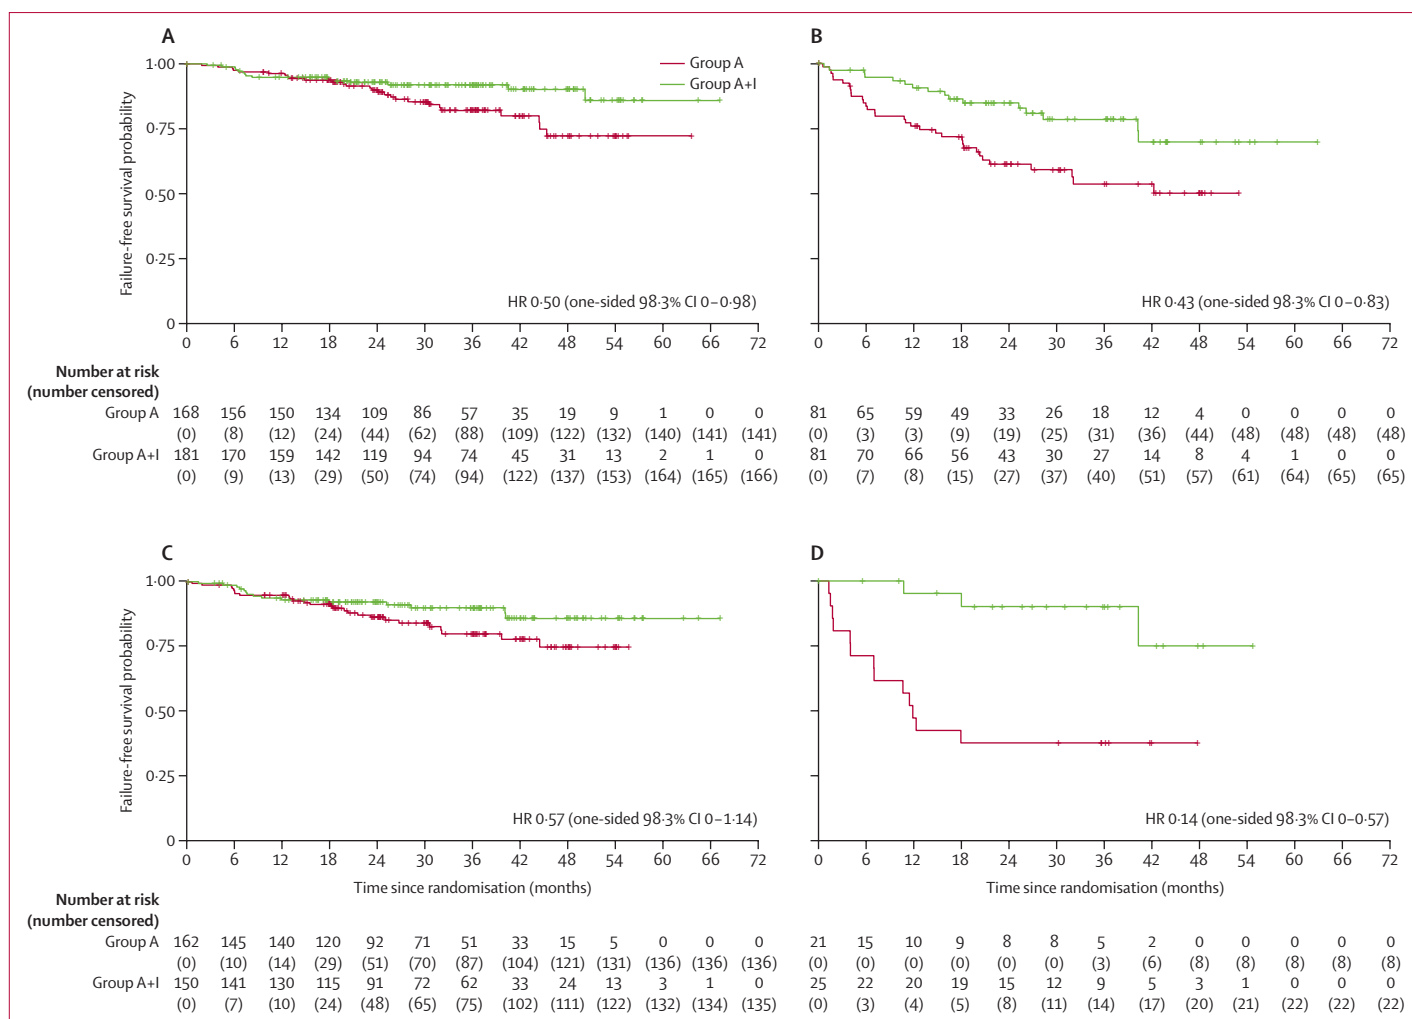 A
1·00
0·75
0·50
0·25
0
Failure-free survival probability
Group A
Group A+I
HR 0·50 (one-sided 98·3% CI 0–0·98)
0 6 12 18 24 30 36 42 48 54 60 66 72
B
HR 0·43 (one-sided 98·3% CI 0–0·83)
0 6 12 18 24 30 36 42 48 54 60 66 72
Number at risk
(number censored)
Group A 168 156 150 134 109 86 57 35 19 9 1 0 0 81 65 59 49 33 26 18 12 4 0 0 0 0
(0) (8) (12) (24) (44) (62) (88) (109) (122) (132) (140) (141) (141) (0) (3) (3) (9) (19) (25) (31) (36) (44) (48) (48) (48) (48)
Group A+I 181 170 159 142 119 94 74 45 31 13 2 1 0 81 70 66 56 43 30 27 14 8 4 1 0 0
(0) (9) (13) (29) (50) (74) (94) (122) (137) (153) (164) (165) (166) (0) (7) (8) (15) (27) (37) (40) (51) (57) (61) (64) (65) (65)
C
1·00
0·75
0·50
0·25
0
Failure-free survival probability
HR 0·57 (one-sided 98·3% CI 0–1·14)
0 6 12 18 24 30 36 42 48 54 60 66 72
Time since randomisation (months)
D
HR 0·14 (one-sided 98·3% CI 0–0·57)
0 6 12 18 24 30 36 42 48 54 60 66 72
Time since randomisation (months)
Number at risk
(number censored)
Group A 162 145 140 120 92 71 51 33 15 5 0 0 0 21 15 10 9 8 8 5 2 0 0 0 0 0
(0) (10) (14) (29) (51) (70) (87) (104) (121) (131) (136) (136) (136) (0) (0) (0) (0) (0) (0) (3) (6) (8) (8) (8) (8) (8)
Group A+I 150 141 130 115 91 72 62 33 24 13 3 1 0 25 22 20 19 15 12 9 5 3 1 0 0 0
(0) (7) (10) (24) (48) (65) (75) (102) (111) (122) (132) (134) (135) (0) (3) (4) (5) (8) (11) (14) (17) (20) (21) (22) (22) (22)